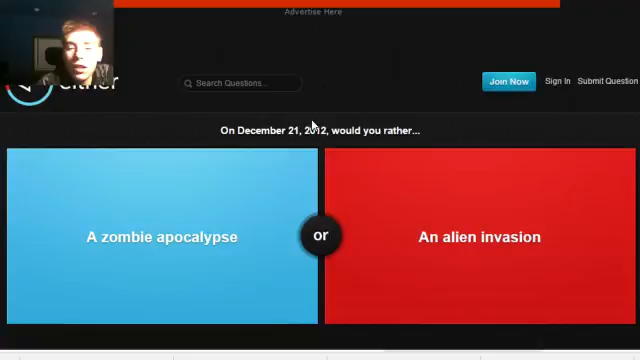 Advertise Here
either
Search Questions...
Join Now
Sign In
Submit Question
On December 21, 2012, would you rather...
A zombie apocalypse
or
An alien invasion